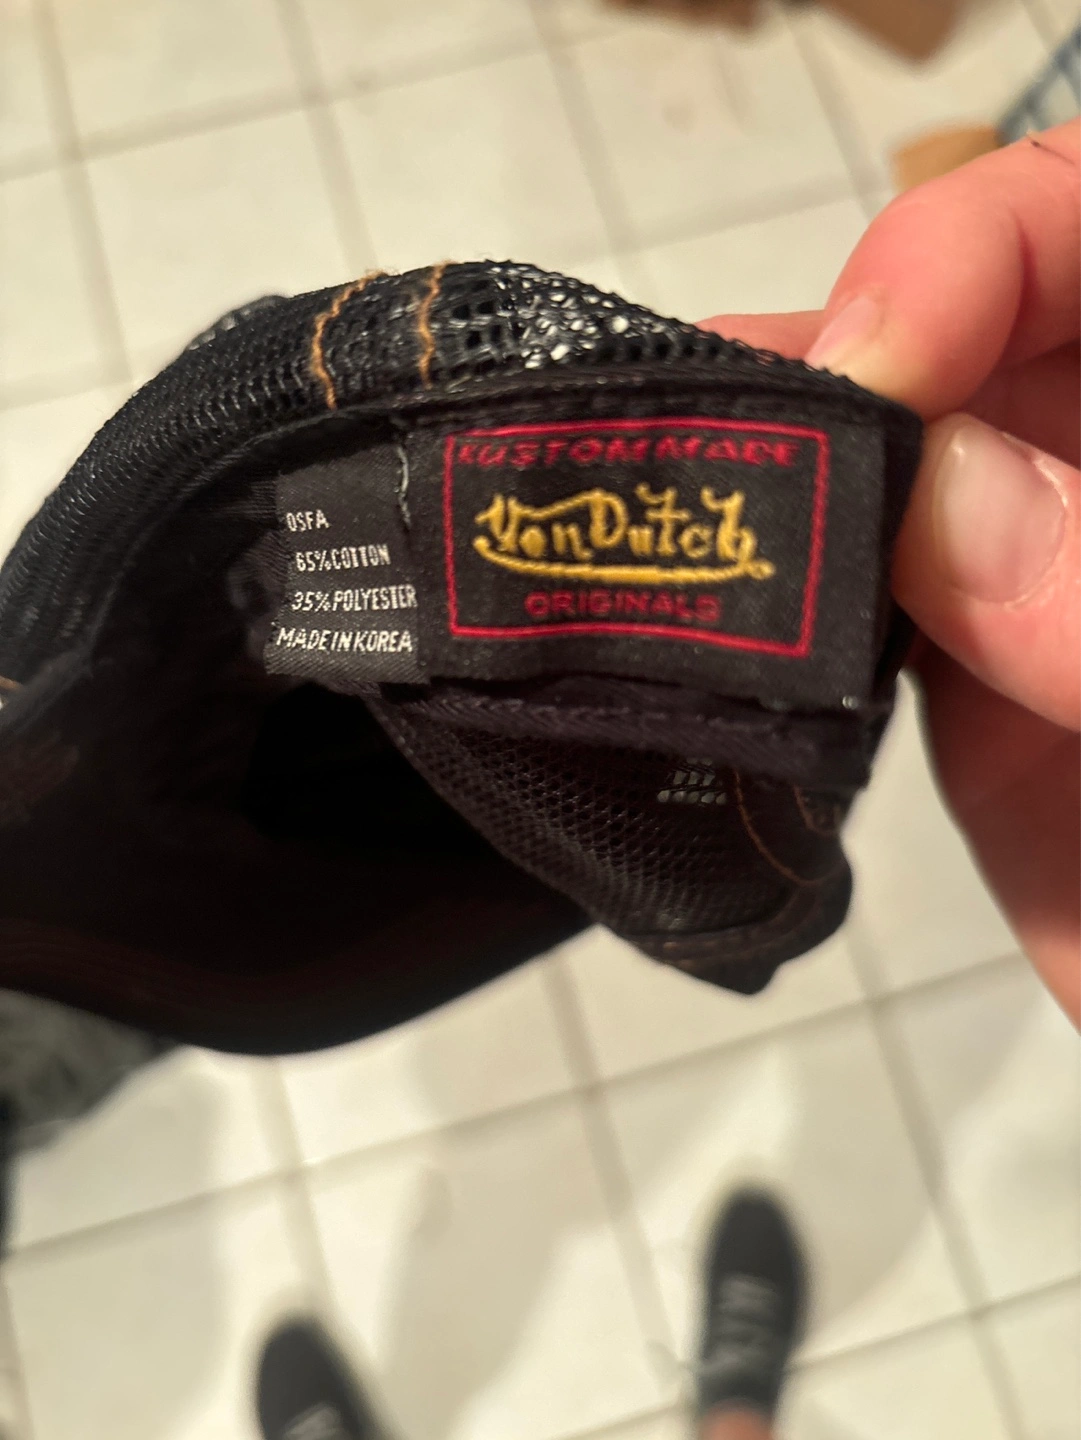 OSFA
65%COTTON
35%POLYESTER
MADE IN KOREA
KUSTOM MADE
Von Dutch
ORIGINALS